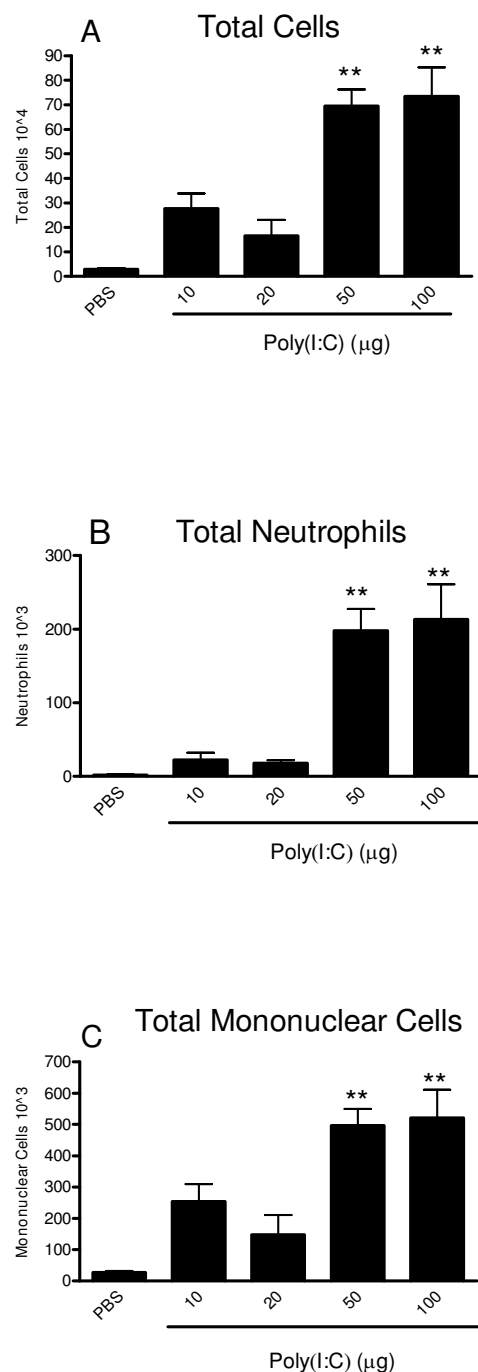 A Total Cells
Total Cells 10^4
90
80
70
60
50
40
30
20
10
0
** **
PBS 10 20 50 100
Poly(I:C) (μg)
B Total Neutrophils
Neutrophils 10^3
300
200
100
0
** **
PBS 10 20 50 100
Poly(I:C) (μg)
C Total Mononuclear Cells
Mononuclear Cells 10^3
700
600
500
400
300
200
100
0
** **
PBS 10 20 50 100
Poly(I:C) (μg)